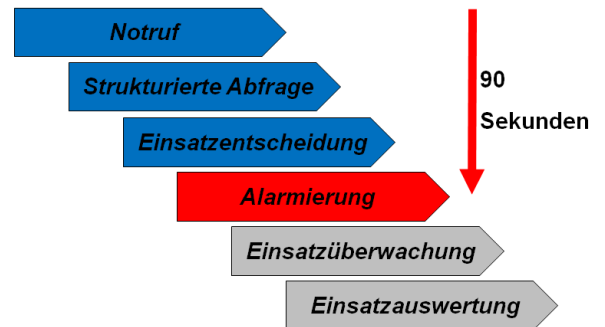 Notruf
Strukturierte Abfrage
Einsatzentscheidung
Alarmierung
Einsatzüberwachung
Einsatzauswertung
90
Sekunden